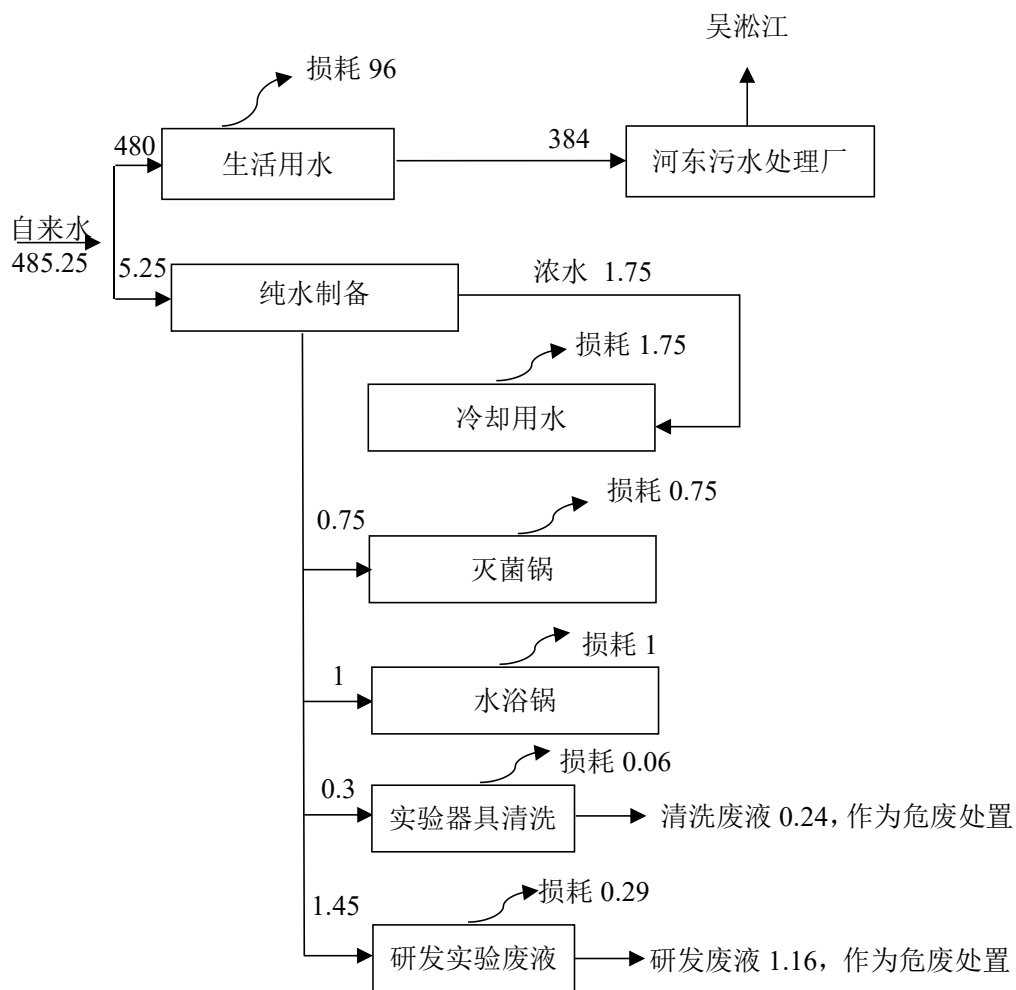 吴淞江
损耗 96
480
生活用水
384
河东污水处理厂
自来水
485.25
5.25
纯水制备
浓水 1.75
损耗 1.75
冷却用水
损耗 0.75
0.75
灭菌锅
损耗 1
1
水浴锅
损耗 0.06
0.3
实验器具清洗
清洗废液 0.24，作为危废处置
损耗 0.29
1.45
研发实验废液
研发废液 1.16，作为危废处置